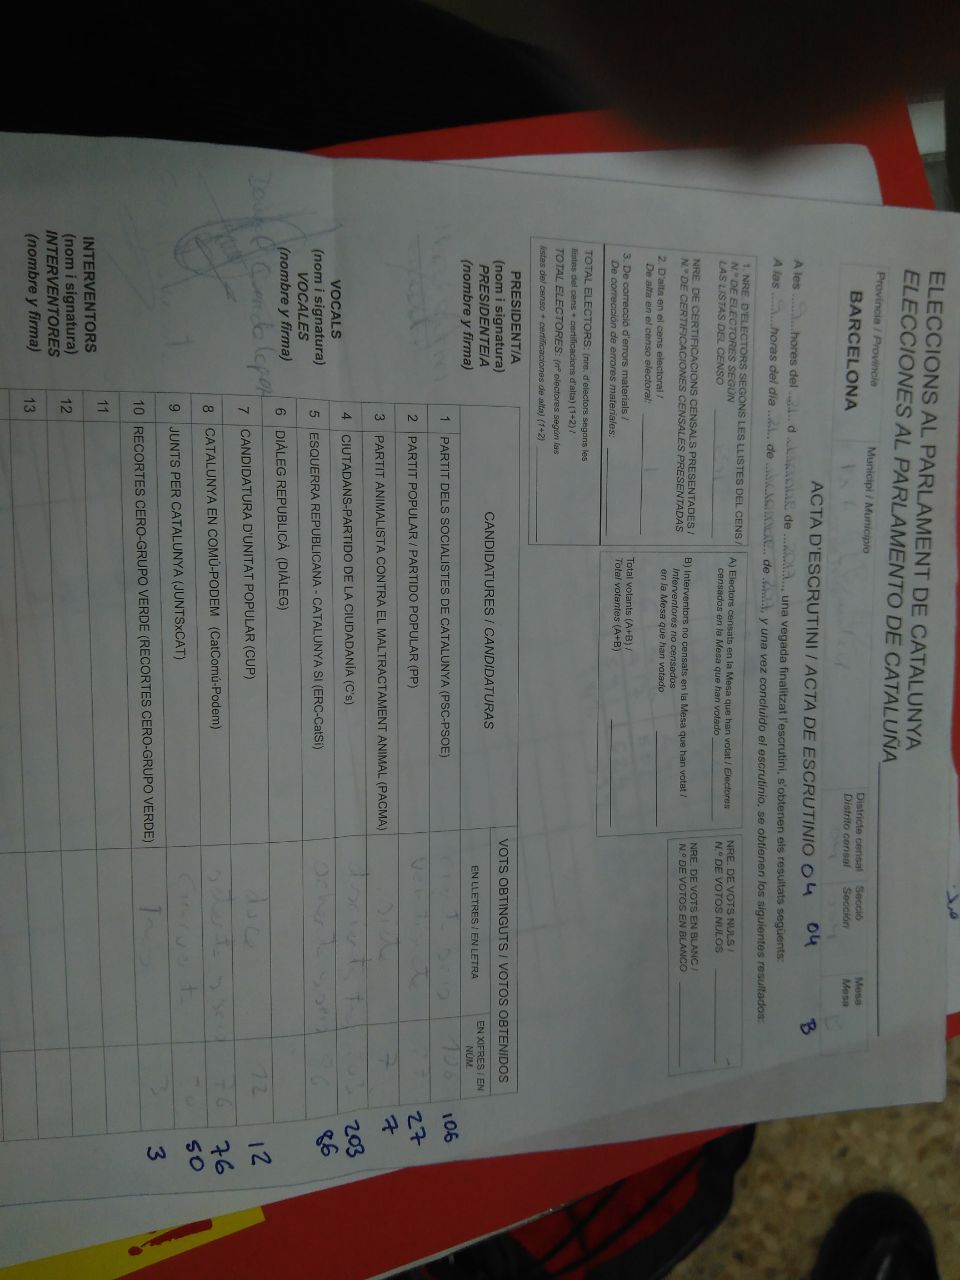 ELECCIONS AL PARLAMENT DE CATALUNYA
ELECCIONES AL PARLAMENTO DE CATALUÑA
Província / Provincia
BARCELONA
Municipi / Municipio
Districte censal
Distrito censal
Secció
Sección
Mesa
Mesa
ACTA D'ESCRUTINI / ACTA DE ESCRUTINIO 04 04 B
A les hores del d de , una vegada finalitzat l'escrutini, s'obtenen els resultats següents:
A las horas del día de de , y una vez concluido el escrutinio, se obtienen los siguientes resultados:
1. NRE. D'ELECTORS SEGONS LES LLISTES DEL CENS /
N.º DE ELECTORES SEGÚN
LAS LISTAS DEL CENSO
NRE. DE CERTIFICACIONS CENSALS PRESENTADES /
N.º DE CERTIFICACIONES CENSALES PRESENTADAS
2. D'alta en el cens electoral /
De alta en el censo electoral:
3. De correcció d'errors materials /
De corrección de errores materiales:
TOTAL ELECTORS: (nre. d'electors segons les
llistes del cens + certificacions d'alta) (1+2) /
TOTAL ELECTORES: (nº electores según las
listas del censo + certificaciones de alta) (1+2)
A) Electors censats en la Mesa que han votat / Electores
censados en la Mesa que han votado
B) Interventors no censats en la Mesa que han votat /
Interventores no censados
en la Mesa que han votado
Total votants (A+B) /
Total votantes (A+B)
NRE. DE VOTS NULS /
N.º DE VOTOS NULOS
NRE. DE VOTS EN BLANC /
N.º DE VOTOS EN BLANCO
PRESIDENT/A
(nom i signatura)
PRESIDENTE/A
(nombre y firma)
VOCALS
(nom i signatura)
VOCALES
(nombre y firma)
INTERVENTORS
(nom i signatura)
INTERVENTORES
(nombre y firma)
CANDIDATURES / CANDIDATURAS
VOTS OBTINGUTS / VOTOS OBTENIDOS
EN LLETRES / EN LETRA
EN XIFRES / EN NÚM.
1 PARTIT DELS SOCIALISTES DE CATALUNYA (PSC-PSOE) 106
2 PARTIT POPULAR / PARTIDO POPULAR (PP) 27
3 PARTIT ANIMALISTA CONTRA EL MALTRACTAMENT ANIMAL (PACMA) siete 7 7
4 CIUTADANS-PARTIDO DE LA CIUDADANÍA (C's) 203
5 ESQUERRA REPUBLICANA - CATALUNYA SÍ (ERC-CatSí) 86
6 DIÀLEG REPUBLICÀ (DIÀLEG)
7 CANDIDATURA D'UNITAT POPULAR (CUP) doce 12 12
8 CATALUNYA EN COMÚ-PODEM (CatComú-Podem) 76 76
9 JUNTS PER CATALUNYA (JUNTSxCAT) cincuenta 50
10 RECORTES CERO-GRUPO VERDE (RECORTES CERO-GRUPO VERDE) 3 3
11
12
13